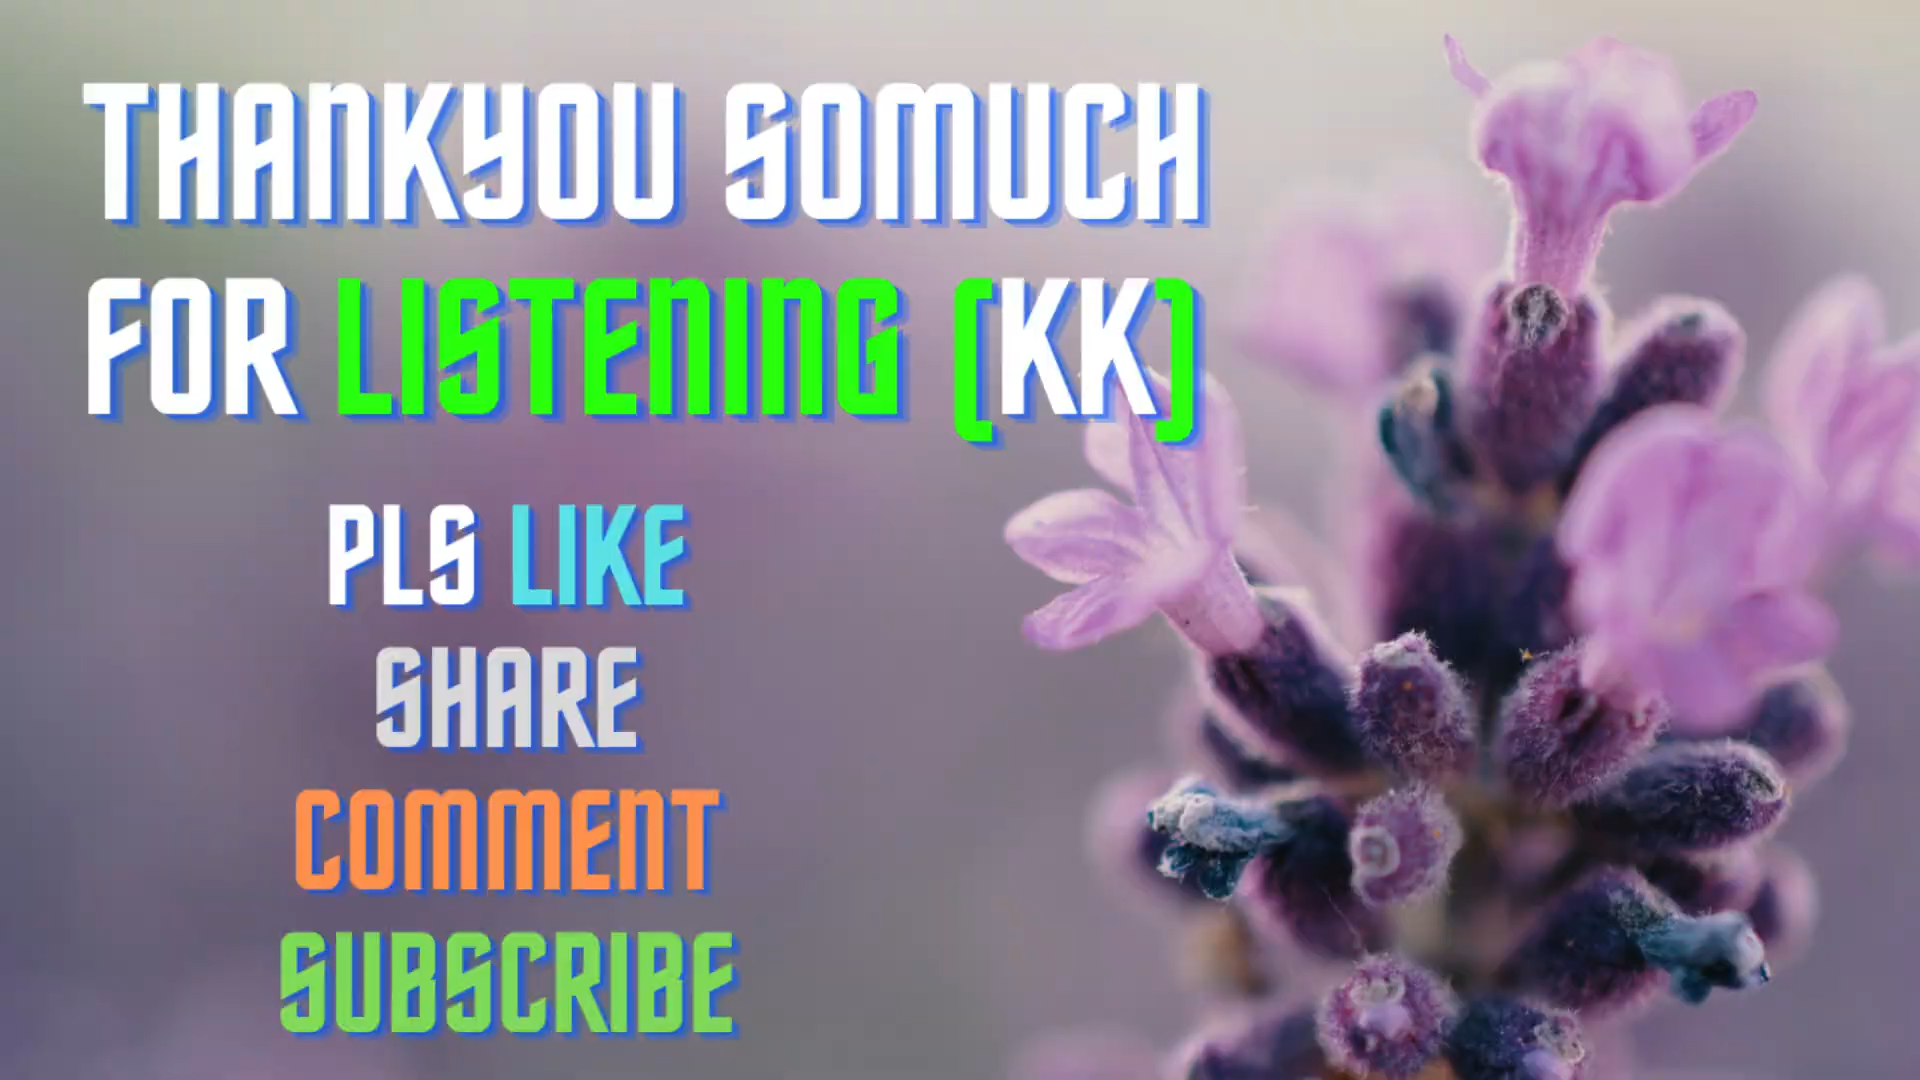 THANKYOU SOMUCH
FOR LISTENING (KK)
PLS LIKE
SHARE
COMMENT
SUBSCRIBE